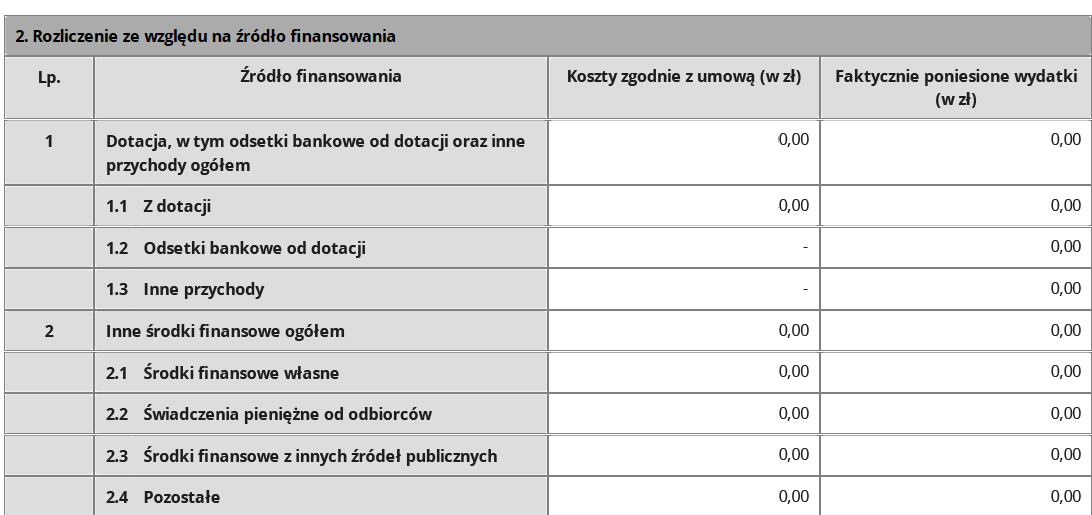 2. Rozliczenie ze względu na źródło finansowania
Lp. Źródło finansowania Koszty zgodnie z umową (w zł) Faktycznie poniesione wydatki
(w zł)
1 Dotacja, w tym odsetki bankowe od dotacji oraz inne 0,00 0,00
przychody ogółem
1.1 Z dotacji 0,00 0,00
1.2 Odsetki bankowe od dotacji - 0,00
1.3 Inne przychody - 0,00
2 Inne środki finansowe ogółem 0,00 0,00
2.1 Środki finansowe własne 0,00 0,00
2.2 Świadczenia pieniężne od odbiorców 0,00 0,00
2.3 Środki finansowe z innych źródeł publicznych 0,00 0,00
2.4 Pozostałe 0,00 0,00